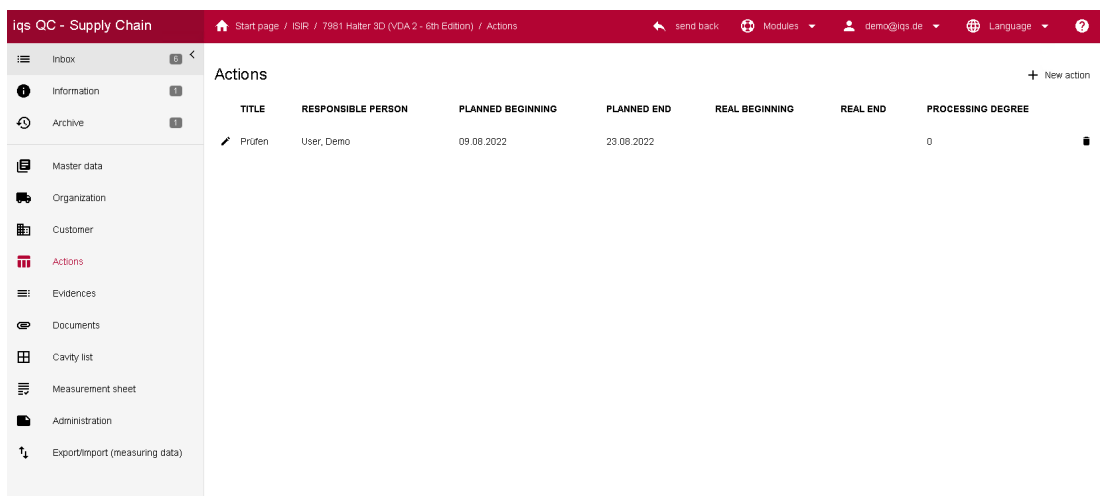 iqs QC - Supply Chain
Start page / ISIR / 7981 Halter 3D (VDA 2 - 6th Edition) / Actions
send back
Modules
demo@iqs.de
Language
Inbox 6
Information 1
Archive 1
Master data
Organization
Customer
Actions
Evidences
Documents
Cavity list
Measurement sheet
Administration
Export/Import (measuring data)
Actions
+ New action
TITLE RESPONSIBLE PERSON PLANNED BEGINNING PLANNED END REAL BEGINNING REAL END PROCESSING DEGREE
Prüfen User, Demo 09.08.2022 23.08.2022 0